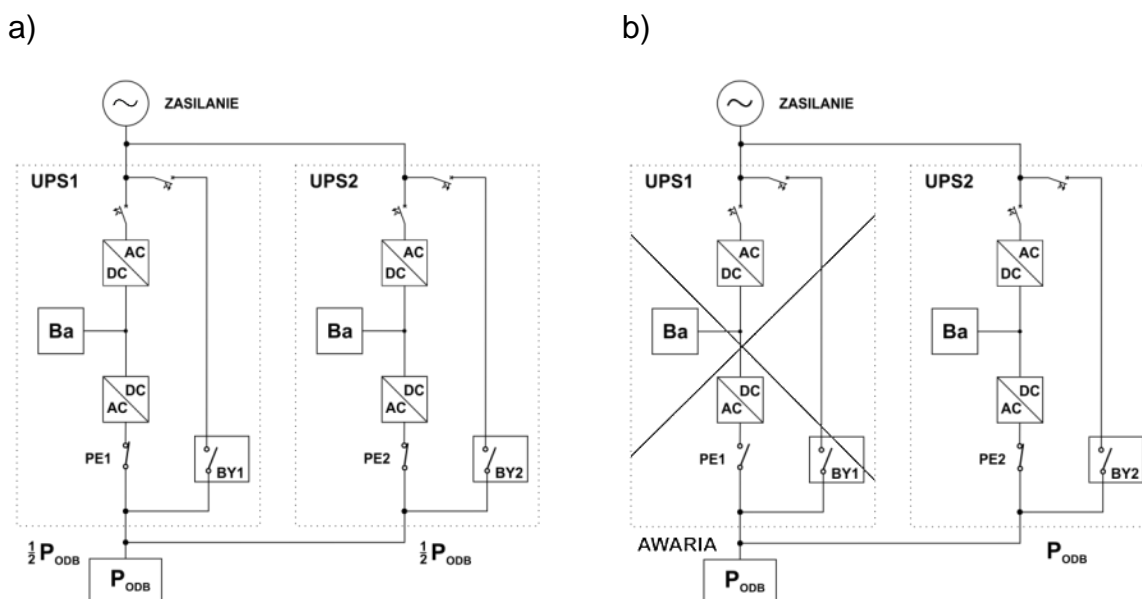 a)
ZASILANIE
UPS1
UPS2
AC
DC
AC
DC
Ba
Ba
DC
AC
DC
AC
PE1
BY1
PE2
BY2
½ P ODB
½ P ODB
P ODB
b)
ZASILANIE
UPS1
UPS2
AC
DC
AC
DC
Ba
Ba
DC
AC
DC
AC
PE1
BY1
PE2
BY2
AWARIA
P ODB
P ODB